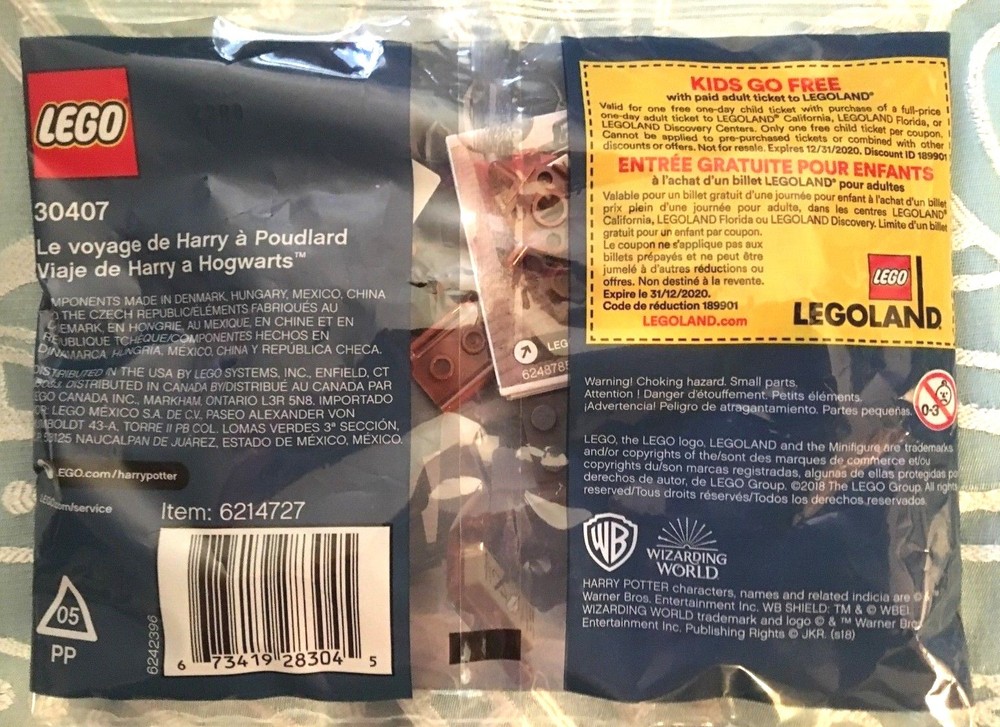 LEGO
30407
Le voyage de Harry à Poudlard
Viaje de Harry a Hogwarts™
MPONENTS MADE IN DENMARK, HUNGARY, MEXICO, CHINA
THE CZECH REPUBLIC/ÉLÉMENTS FABRIQUÉS AU
EMARK, EN HONGRIE, AU MEXIQUE, EN CHINE ET EN
RÉPUBLIQUE TCHÈQUE/COMPONENTES HECHOS EN
DINAMARCA, HUNGRÍA, MÉXICO, CHINA Y REPÚBLICA CHECA.
DISTRIBUTED IN THE USA BY LEGO SYSTEMS, INC., ENFIELD, CT
DISTRIBUTED IN CANADA BY/DISTRIBUÉ AU CANADA PAR
EGO CANADA INC., MARKHAM, ONTARIO L3R 5N8. IMPORTADO
OR: LEGO MÉXICO S.A. DE C.V. PASEO ALEXANDER VON
MBOLDT 43-A, TORRE II PB COL. LOMAS VERDES 3ª SECCIÓN,
53125 NAUCALPAN DE JUÁREZ, ESTADO DE MÉXICO, MÉXICO.
EGO.com/harrypotter
LEGO.com/service
Item: 6214727
05
PP
6242396
6 73419 28304 5
LEG
6248785
KIDS GO FREE
with paid adult ticket to LEGOLAND®
Valid for one free one-day child ticket with purchase of a full-price
one-day adult ticket to LEGOLAND® California, LEGOLAND Florida, or
LEGOLAND Discovery Centers. Only one free child ticket per coupon.
Cannot be applied to pre-purchased tickets or combined with other
discounts or offers. Not for resale. Expires 12/31/2020. Discount ID 189901
ENTRÉE GRATUITE POUR ENFANTS
à l'achat d'un billet LEGOLAND® pour adultes
Valable pour un billet gratuit d'une journée pour enfant à l'achat d'un billet
prix plein d'une journée pour adulte, dans les centres LEGOLAND®
California, LEGOLAND Florida ou LEGOLAND Discovery. Limite d'un billet
gratuit pour un enfant par coupon.
Le coupon ne s'applique pas aux
billets prépayés et ne peut être
jumelé à d'autres réductions ou
offres. Non destiné à la revente.
Expire le 31/12/2020.
Code de réduction 189901
LEGOLAND.com
LEGO
LEGOLAND
Warning! Choking hazard. Small parts.
Attention ! Danger d'étouffement. Petits éléments.
¡Advertencia! Peligro de atragantamiento. Partes pequeñas.
0-3
LEGO, the LEGO logo, LEGOLAND and the Minifigure are trademarks
and/or copyrights of the/sont des marques de commerce et/ou
copyrights du/son marcas registradas, algunas de ellas protegidas po
derechos de autor, de LEGO Group. ©2018 The LEGO Group. All rights
reserved/Tous droits réservés/Todos los derechos reservados.
WB
WIZARDING
WORLD
HARRY POTTER characters, names and related indicia are ©
Warner Bros. Entertainment Inc. WB SHIELD: TM & © WBEI.
WIZARDING WORLD trademark and logo © & ™ Warner Bro
Entertainment Inc. Publishing Rights © JKR. (s18)